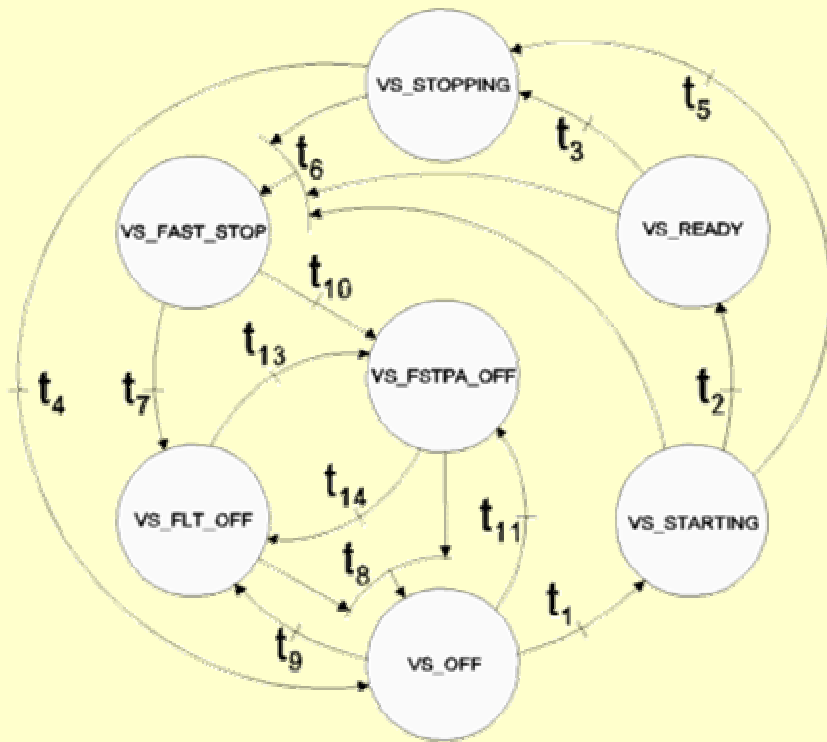 VS_STOPPING
t5
t3
t6
VS_FAST_STOP
VS_READY
t10
t13
VS_FSTPA_OFF
t4
t7
t2
t14
VS_FLT_OFF
t11
VS_STARTING
t8
t1
t9
VS_OFF